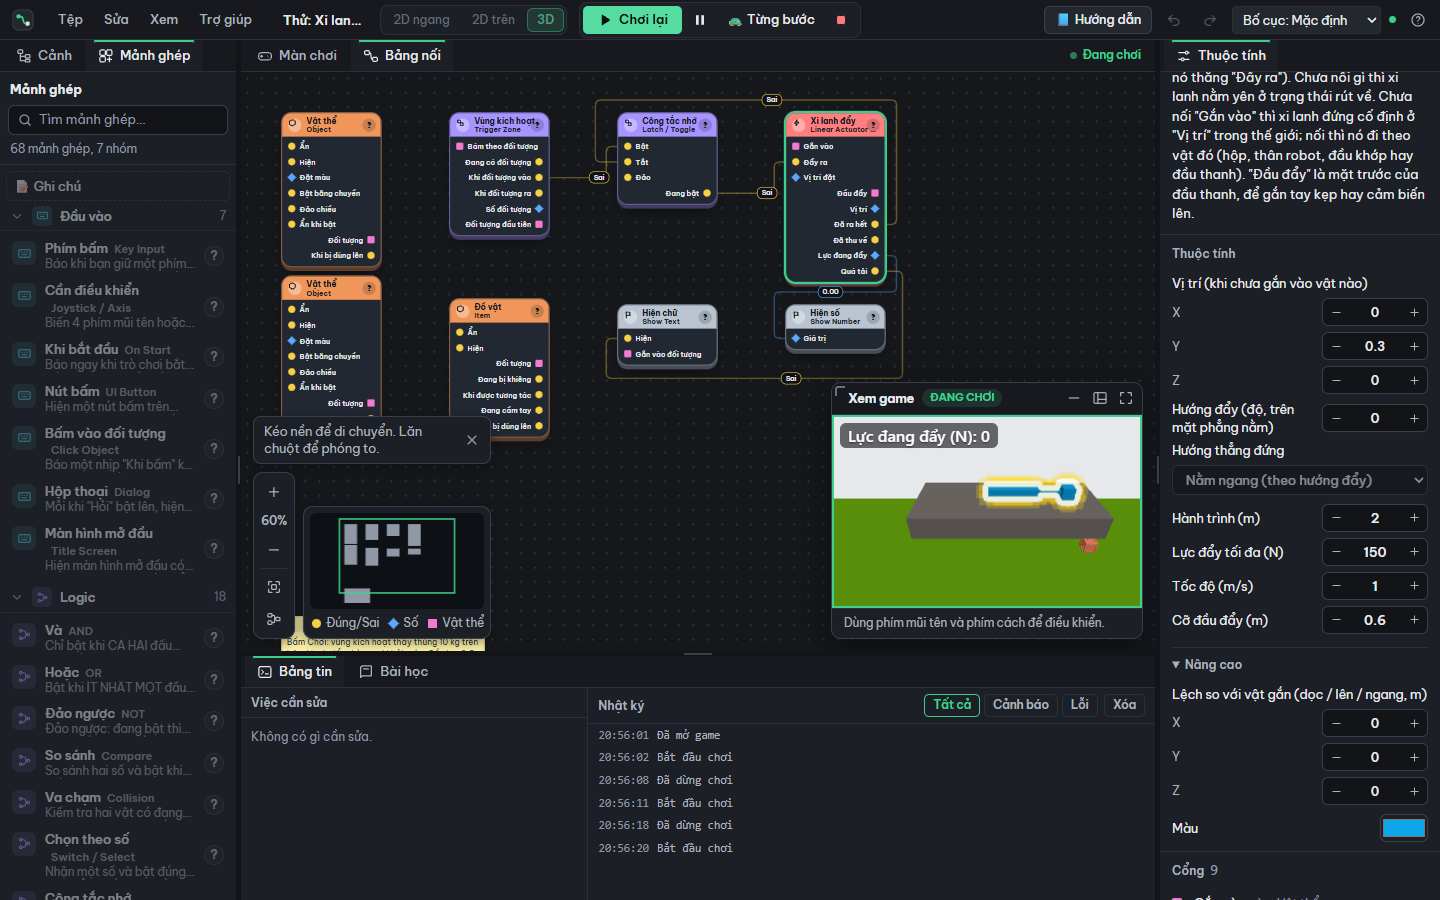 Tệp Sửa Xem Trợ giúp Thử: Xi lan... 2D ngang 2D trên 3D Chơi lại Từng bước Hướng dẫn Bố cục: Mặc định
Cảnh Mảnh ghép
Mảnh ghép
Tìm mảnh ghép...
68 mảnh ghép, 7 nhóm
Ghi chú
Đầu vào 7
Phím bấm Key Input ?
Báo khi bạn giữ một phím...
Cần điều khiển
Joystick / Axis ?
Biến 4 phím mũi tên hoặc...
Khi bắt đầu On Start ?
Báo ngay khi trò chơi bắt...
Nút bấm UI Button ?
Hiện một nút bấm trên...
Bấm vào đối tượng
Click Object ?
Báo một nhịp "Khi bấm" k...
Hộp thoại Dialog ?
Mỗi khi "Hỏi" bật lên, hiện...
Màn hình mở đầu
Title Screen ?
Hiện màn hình mở đầu có...
Logic 18
Và AND ?
Chỉ bật khi CẢ HAI đầu...
Hoặc OR ?
Bật khi ÍT NHẤT MỘT đầu...
Đảo ngược NOT ?
Đảo ngược: đang bật thì...
So sánh Compare ?
So sánh hai số và bật khi...
Va chạm Collision ?
Kiểm tra hai vật có đang...
Chọn theo số
Switch / Select ?
Nhận một số và bật đúng...
Công tắc nhớ
Màn chơi Bảng nối Đang chơi
Vật thể
Object
?
Ẩn
Hiện
Đặt màu
Bật băng chuyền
Đảo chiều
Ẩn khi bật
Đối tượng
Khi bị dùng lên
Vùng kích hoạt
Trigger Zone
?
Bám theo đối tượng
Đang có đối tượng
Khi đối tượng vào
Khi đối tượng ra
Số đối tượng
Đối tượng đầu tiên
Sai
Công tắc nhớ
Latch / Toggle
?
Bật
Tắt
Đảo
Đang bật
Sai
Sai
Xi lanh đẩy
Linear Actuator ...
?
Gắn vào
Đẩy ra
Vị trí đặt
Đầu đẩy
Vị trí
Đã ra hết
Đã thu về
Lực đang đẩy
Quá tải
0.00
Vật thể
Object
?
Ẩn
Hiện
Đặt màu
Bật băng chuyền
Đảo chiều
Ẩn khi bật
Đối tượng
Đồ vật
Item
?
Ẩn
Hiện
Đối tượng
Đang bị khiêng
Khi được tương tác
Đang cầm tay
bị dùng lên
Hiện chữ
Show Text
?
Hiện
Gắn vào đối tượng
Hiện số
Show Number
?
Giá trị
Sai
Kéo nền để di chuyển. Lăn
chuột để phóng to.
60%
Đúng/Sai Số Vật thể
Bấm Chơi: vùng kích hoạt thấy thùng 10 kg trên
Xem game ĐANG CHƠI
Lực đang đẩy (N): 0
Dùng phím mũi tên và phím cách để điều khiển.
Bảng tin Bài học
Việc cần sửa
Không có gì cần sửa.
Nhật ký Tất cả Cảnh báo Lỗi Xóa
20:56:01 Đã mở game
20:56:02 Bắt đầu chơi
20:56:08 Đã dừng chơi
20:56:11 Bắt đầu chơi
20:56:18 Đã dừng chơi
20:56:20 Bắt đầu chơi
Thuộc tính
nó thẳng "Đẩy ra"). Chưa nối gì thì xi
lanh nằm yên ở trạng thái rút về. Chưa
nối "Gắn vào" thì xi lanh đứng cố định ở
"Vị trí" trong thế giới; nối thì nó đi theo
vật đó (hộp, thân robot, đầu khớp hay
đầu thanh). "Đầu đẩy" là mặt trước của
đầu thanh, để gắn tay kẹp hay cảm biến
lên.
Thuộc tính
Vị trí (khi chưa gắn vào vật nào)
X − 0 +
Y − 0.3 +
Z − 0 +
Hướng đẩy (độ, trên
mặt phẳng nằm) − 0 +
Hướng thẳng đứng
Nằm ngang (theo hướng đẩy)
Hành trình (m) − 2 +
Lực đẩy tối đa (N) − 150 +
Tốc độ (m/s) − 1 +
Cỡ đầu đẩy (m) − 0.6 +
Nâng cao
Lệch so với vật gắn (dọc / lên / ngang, m)
X − 0 +
Y − 0 +
Z − 0 +
Màu
Cổng 9